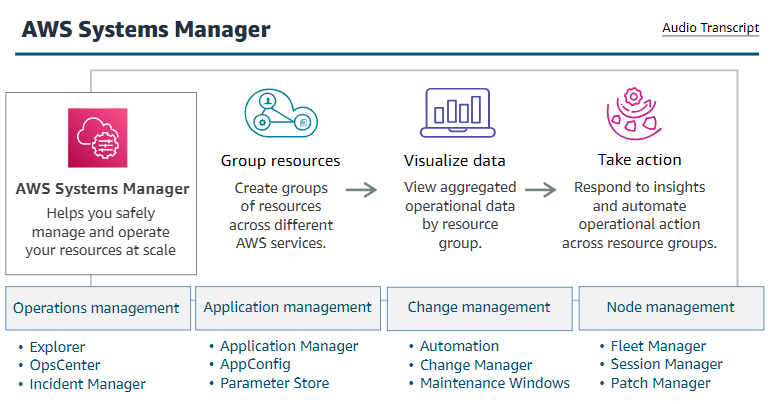 AWS Systems Manager
Audio Transcript
AWS Systems Manager
Helps you safely
manage and operate
your resources at scale
Group resources
Create groups
of resources
across different
AWS services.
Visualize data
View aggregated
operational data
by resource
group.
Take action
Respond to insights
and automate
operational action
across resource groups.
Operations management
• Explorer
• OpsCenter
• Incident Manager
Application management
• Application Manager
• AppConfig
• Parameter Store
Change management
• Automation
• Change Manager
• Maintenance Windows
Node management
• Fleet Manager
• Session Manager
• Patch Manager